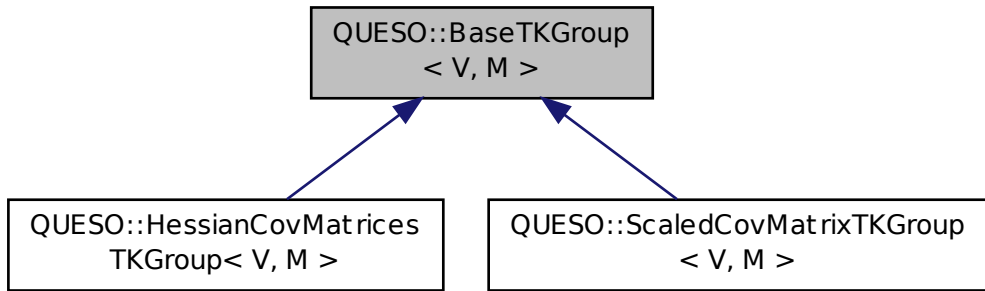 QUESO::BaseTKGroup
< V, M >
QUESO::HessianCovMatrices
TKGroup< V, M >
QUESO::ScaledCovMatrixTKGroup
< V, M >